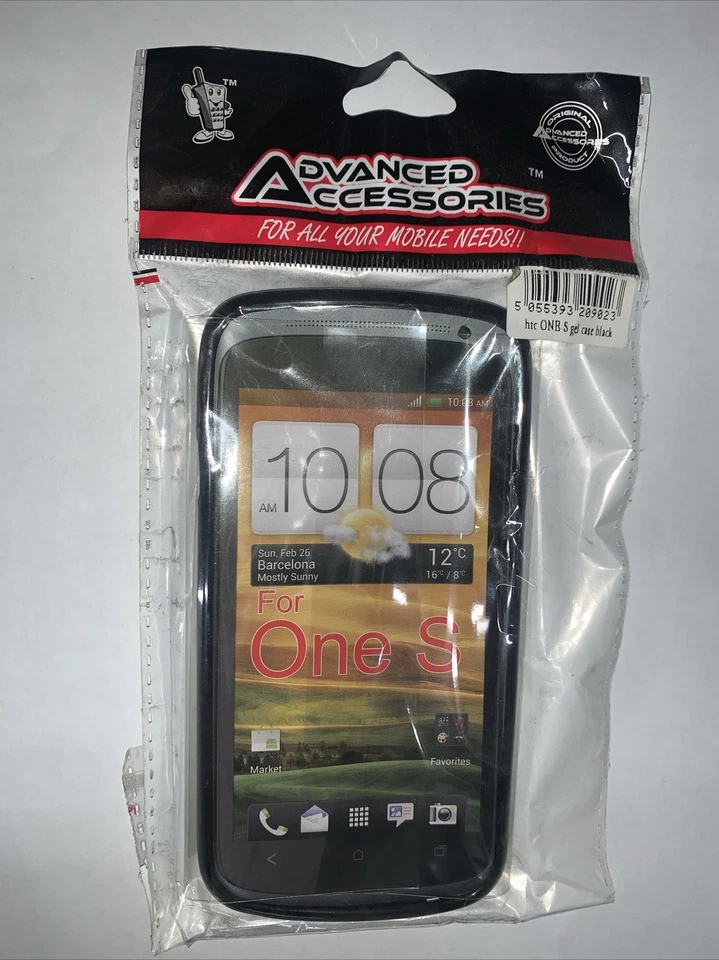 TM
ORIGINAL
ADVANCED
ACCESSORIES
PRODUCT
ADVANCED
ACCESSORIES
TM
FOR ALL YOUR MOBILE NEEDS!!
5 055393 209023
htc ONB S gel case black
10:08 AM
AM 10 08
Sun, Feb 26
Barcelona
Mostly Sunny
12°C
16°C / 8°C
For
One S
Market
Favorites